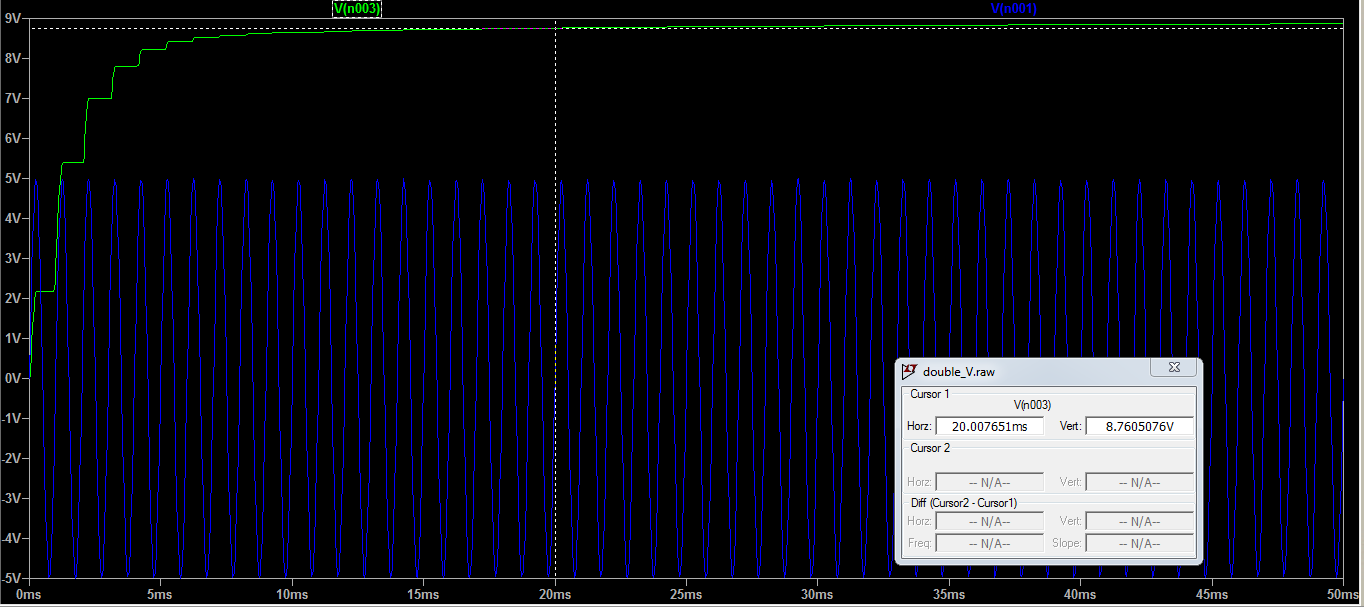 V(n003) V(n001)
9V
8V
7V
6V
5V
4V
3V
2V
1V
0V
-1V
-2V
-3V
-4V
-5V
0ms 5ms 10ms 15ms 20ms 25ms 30ms 35ms 40ms 45ms 50ms
double_V.raw
Cursor 1
V(n003)
Horz: 20.007651ms Vert: 8.7605076V
Cursor 2
Horz: -- N/A-- Vert: -- N/A--
Diff (Cursor2 - Cursor1)
Horz: -- N/A-- Vert: -- N/A--
Freq: -- N/A-- Slope: -- N/A--